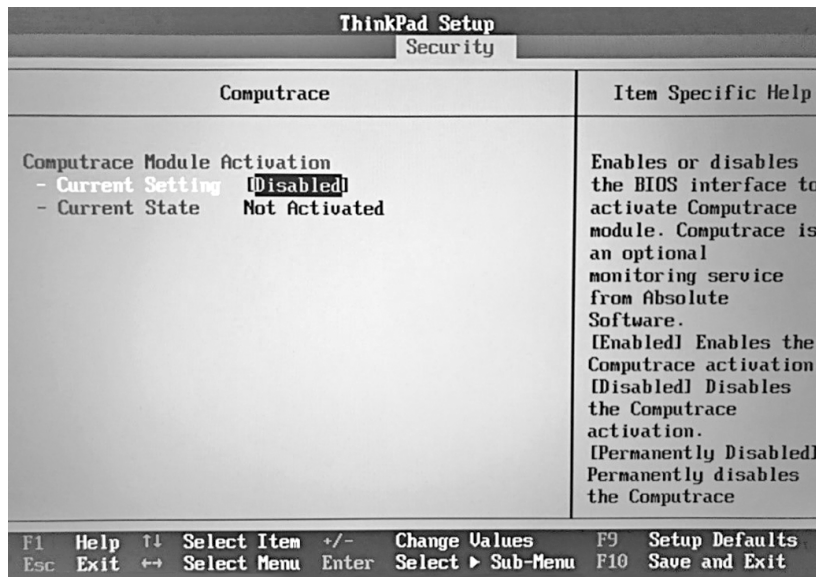 ThinkPad Setup
Security
Computrace
Item Specific Help
Computrace Module Activation
- Current Setting [Disabled]
- Current State Not Activated
Enables or disables
the BIOS interface to
activate Computrace
module. Computrace is
an optional
monitoring service
from Absolute
Software.
[Enabled] Enables the
Computrace activation
[Disabled] Disables
the Computrace
activation.
[Permanently Disabled]
Permanently disables
the Computrace
F1 Help ↑↓ Select Item +/- Change Values F9 Setup Defaults
Esc Exit ↔ Select Menu Enter Select ▶ Sub-Menu F10 Save and Exit